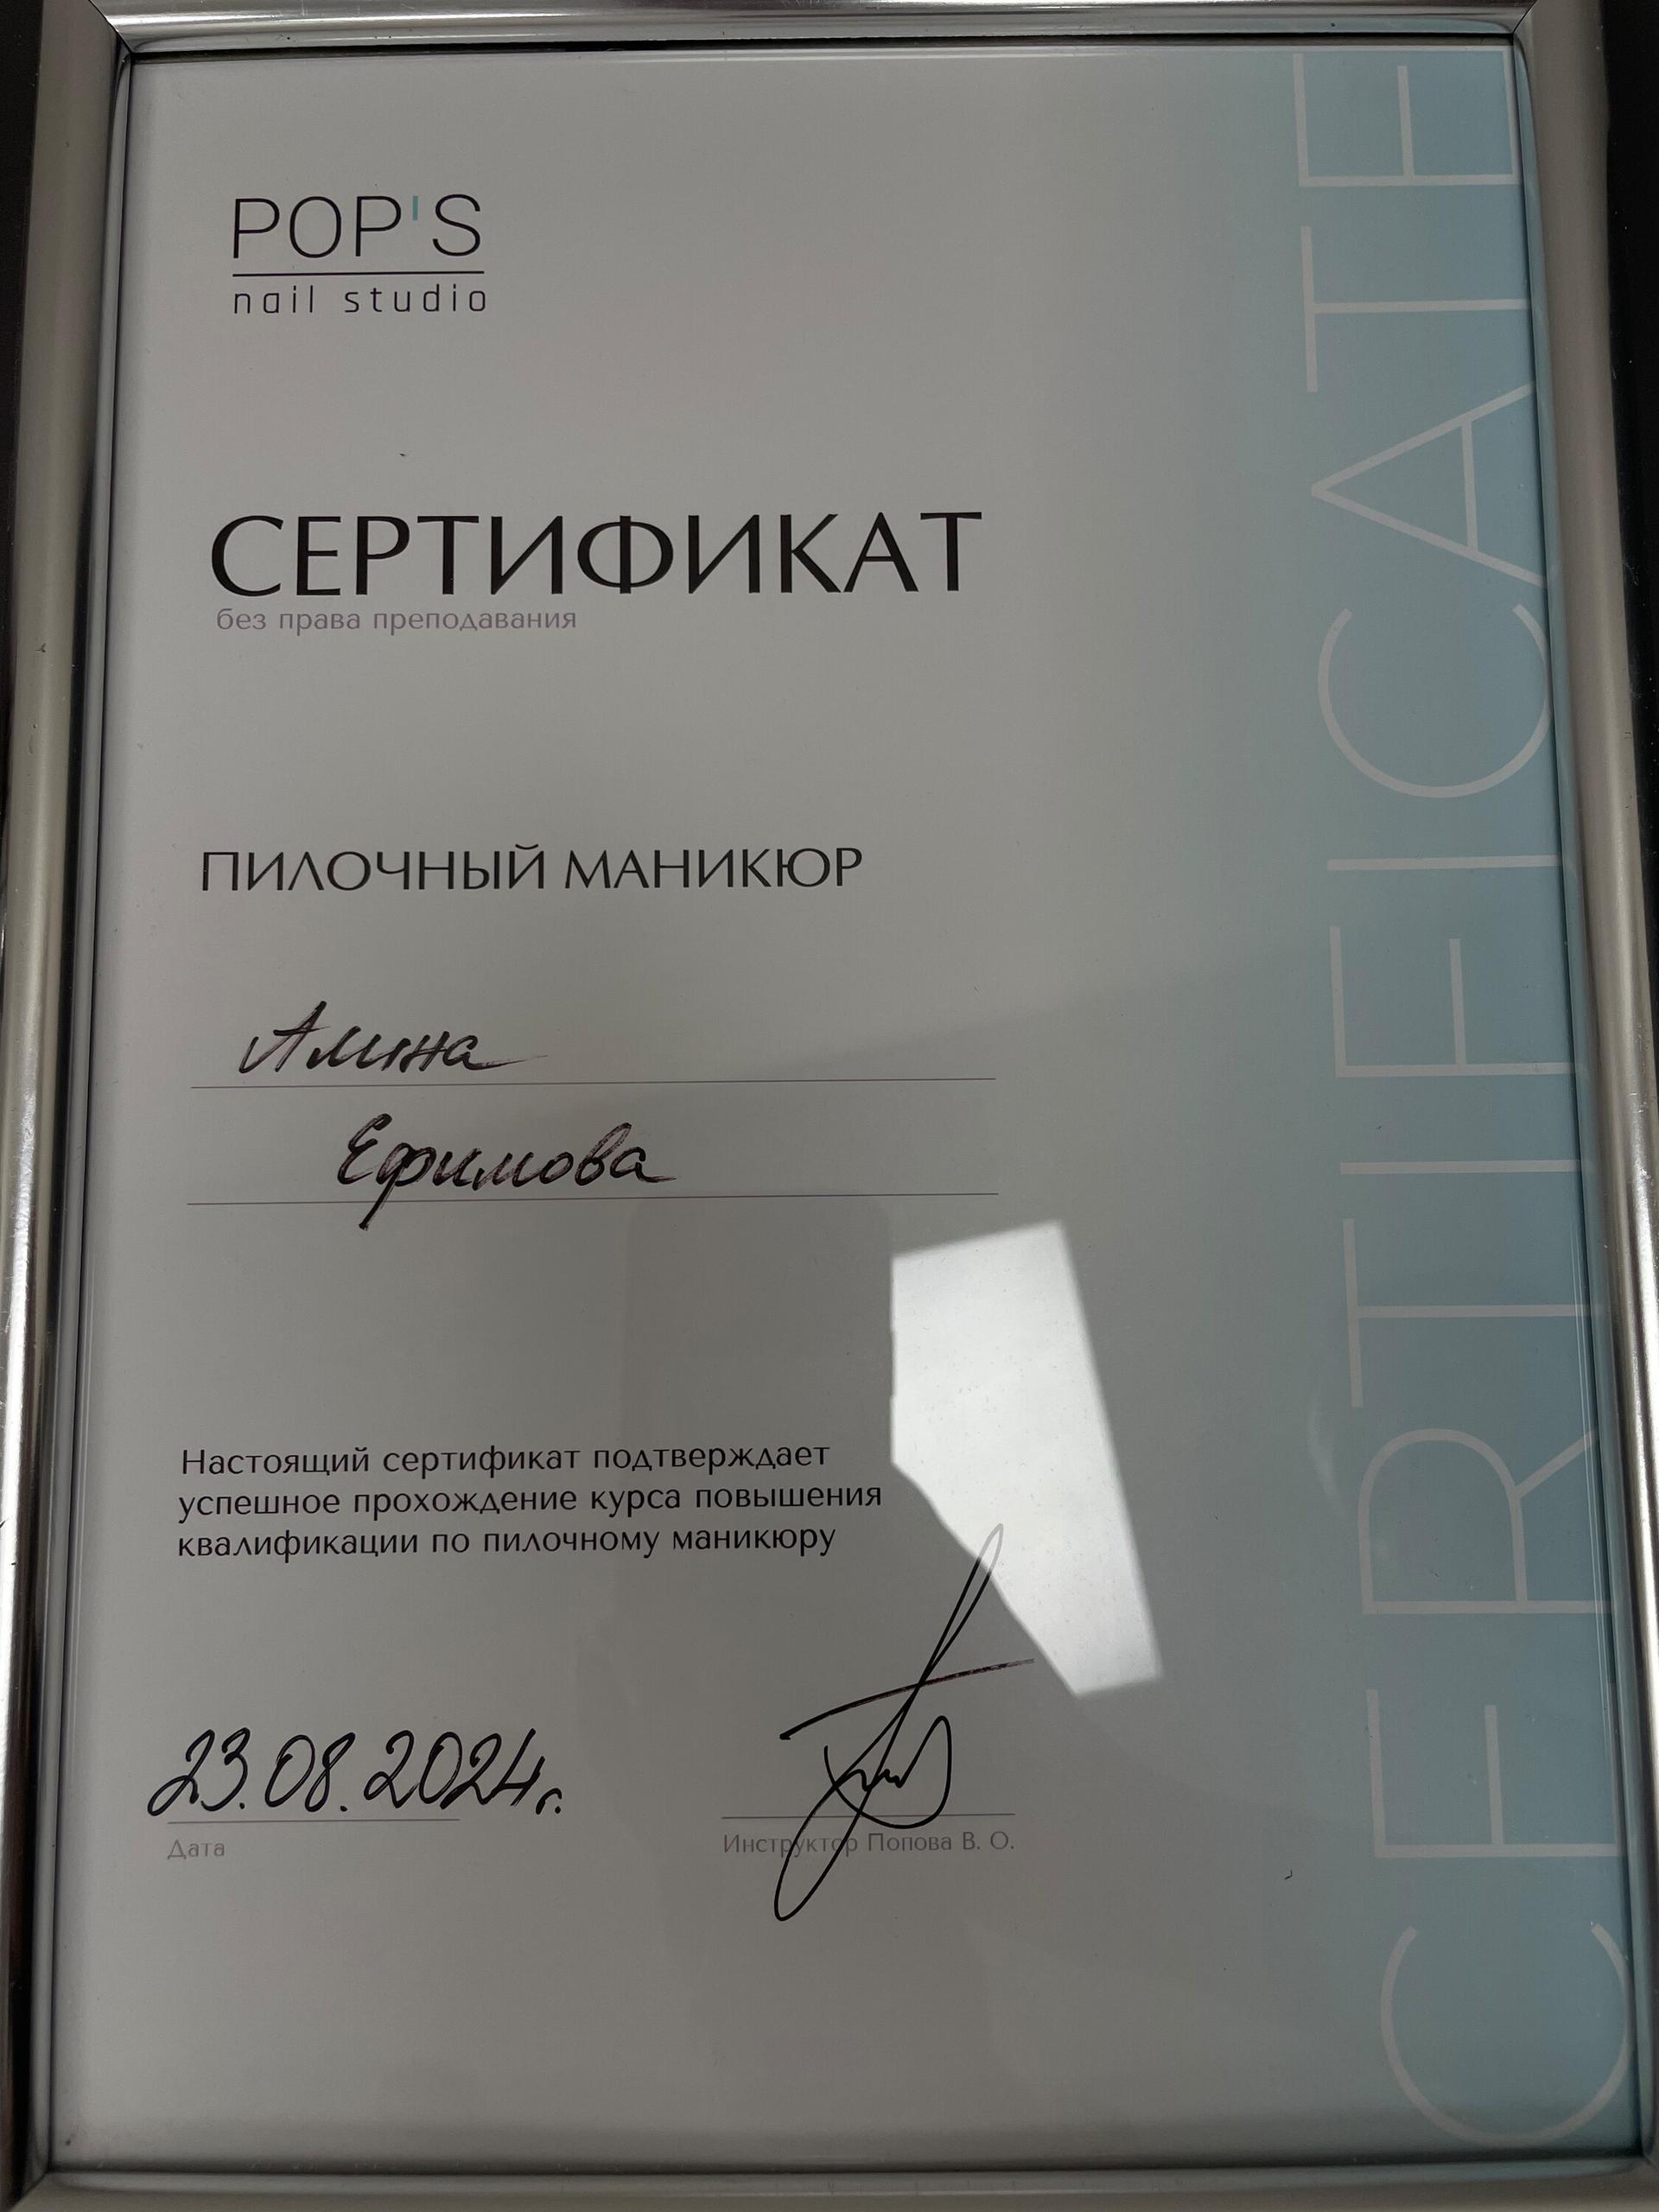 POP'S
nail studio
СЕРТИФИКАТ
без права преподавания
ПИЛОЧНЫЙ МАНИКЮР
Алина
Ефимова
Настоящий сертификат подтверждает
успешное прохождение курса повышения
квалификации по пилочному маникюру
23.08.2024г.
Дата
Инструктор Попова В. О.
CERTIFICATE